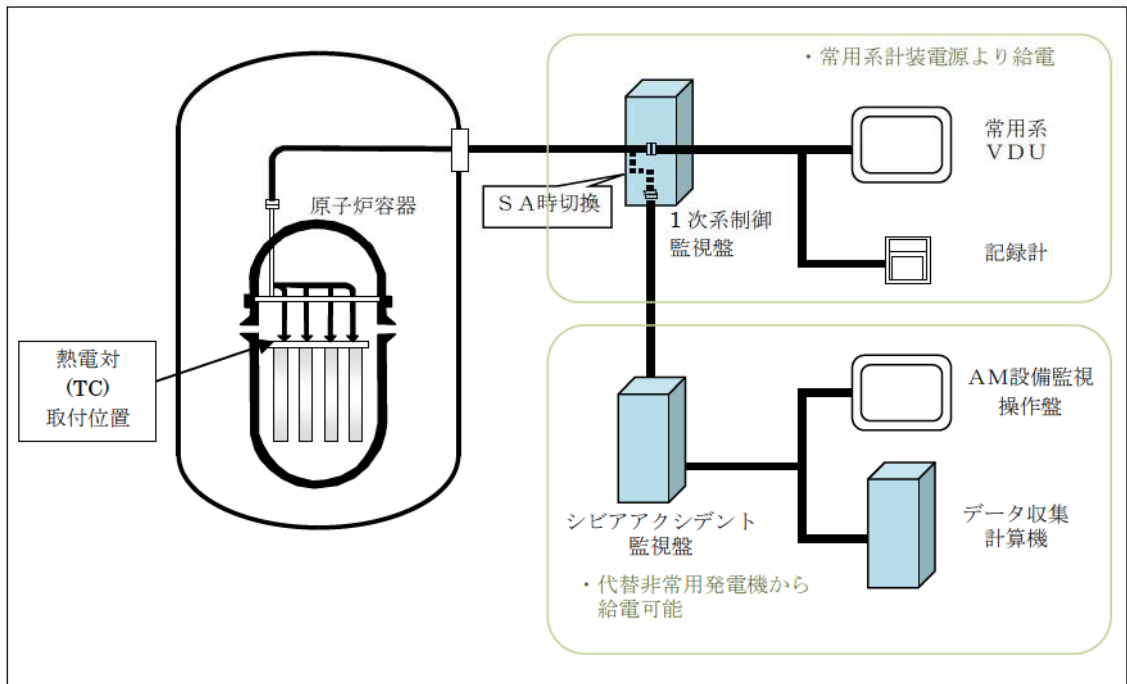 ・常用系計装電源より給電
常用系
ＶＤＵ
ＳＡ時切換
1 次系制御
監視盤
記録計
原子炉容器
熱電対
(TC)
取付位置
ＡＭ設備監視
操作盤
シビアアクシデント
監視盤
データ収集
計算機
・代替非常用発電機から
給電可能